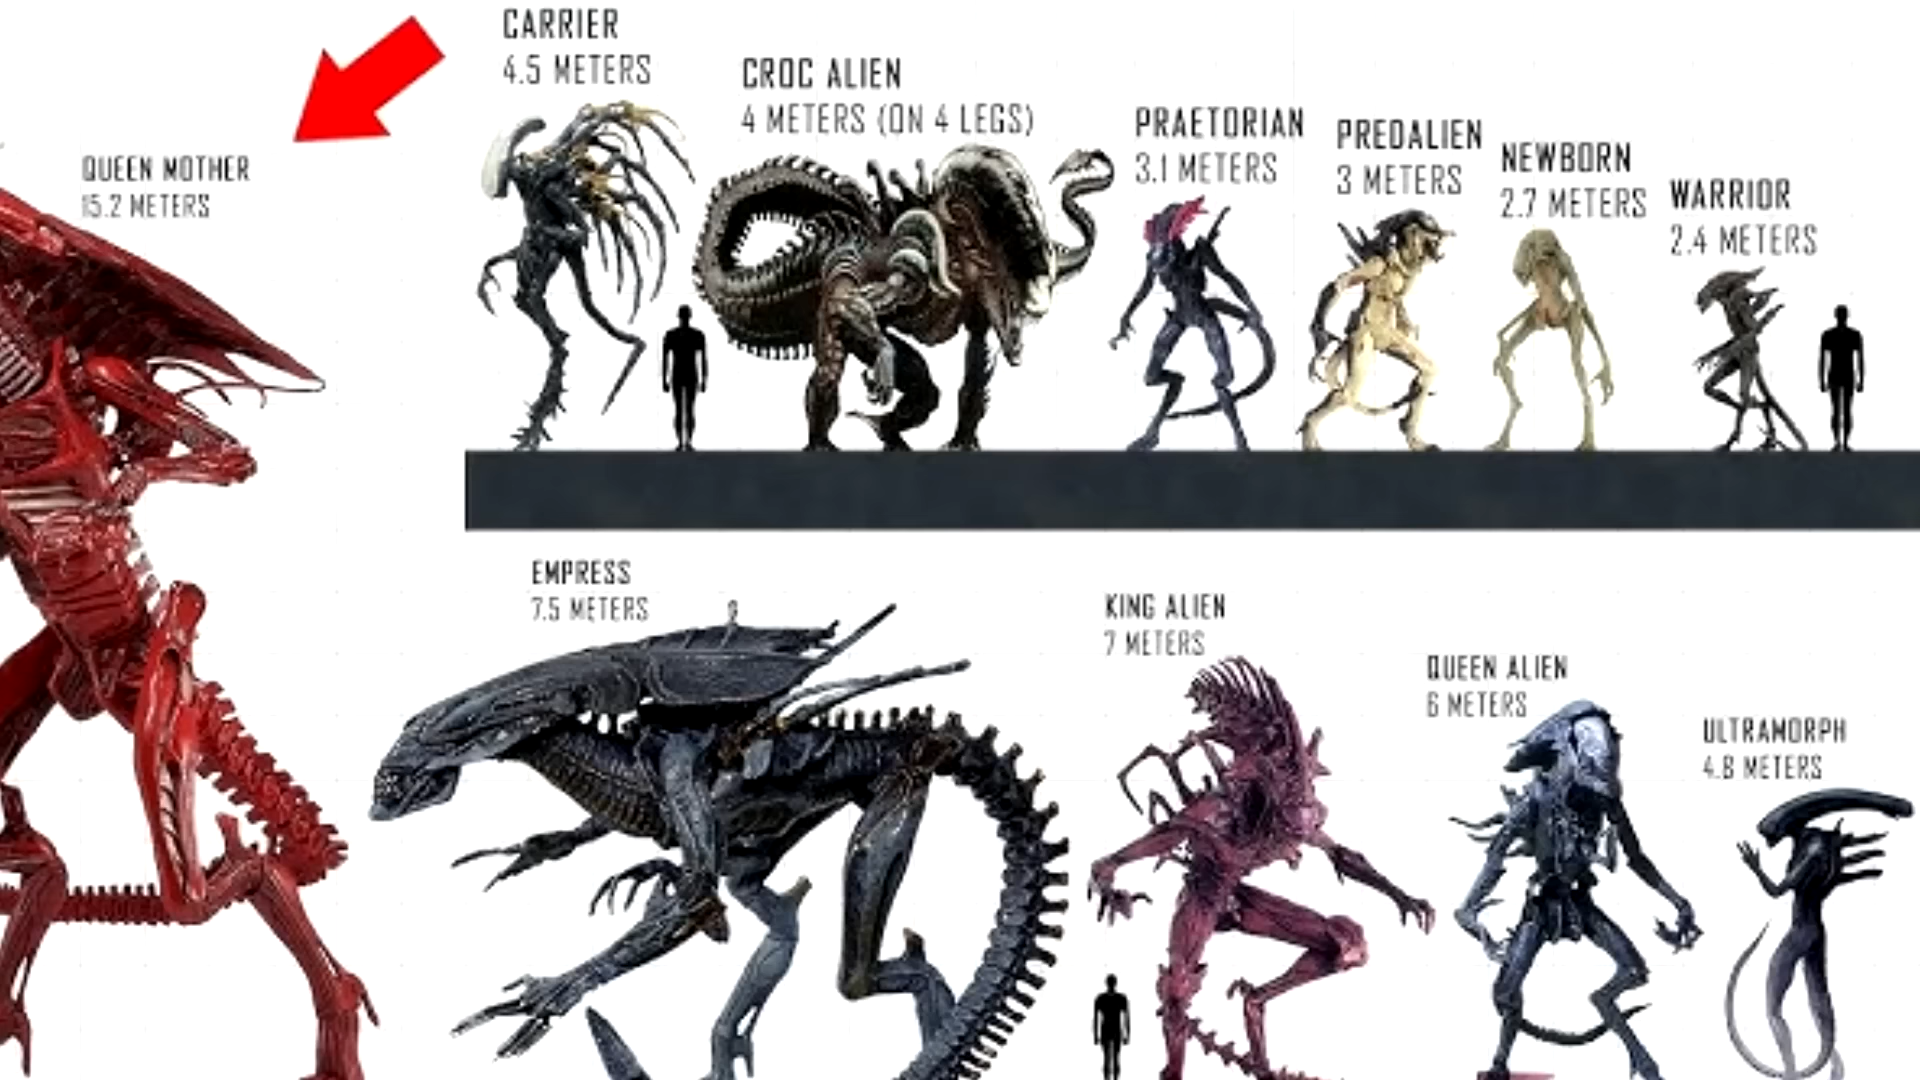 CARRIER
4.5 METERS
CROC ALIEN
4 METERS (ON 4 LEGS)
PRAETORIAN
3.1 METERS
PREDALIEN
3 METERS
NEWBORN
2.7 METERS
WARRIOR
2.4 METERS
QUEEN MOTHER
15.2 METERS
EMPRESS
7.5 METERS
KING ALIEN
7 METERS
QUEEN ALIEN
6 METERS
ULTRAMORPH
4.8 METERS